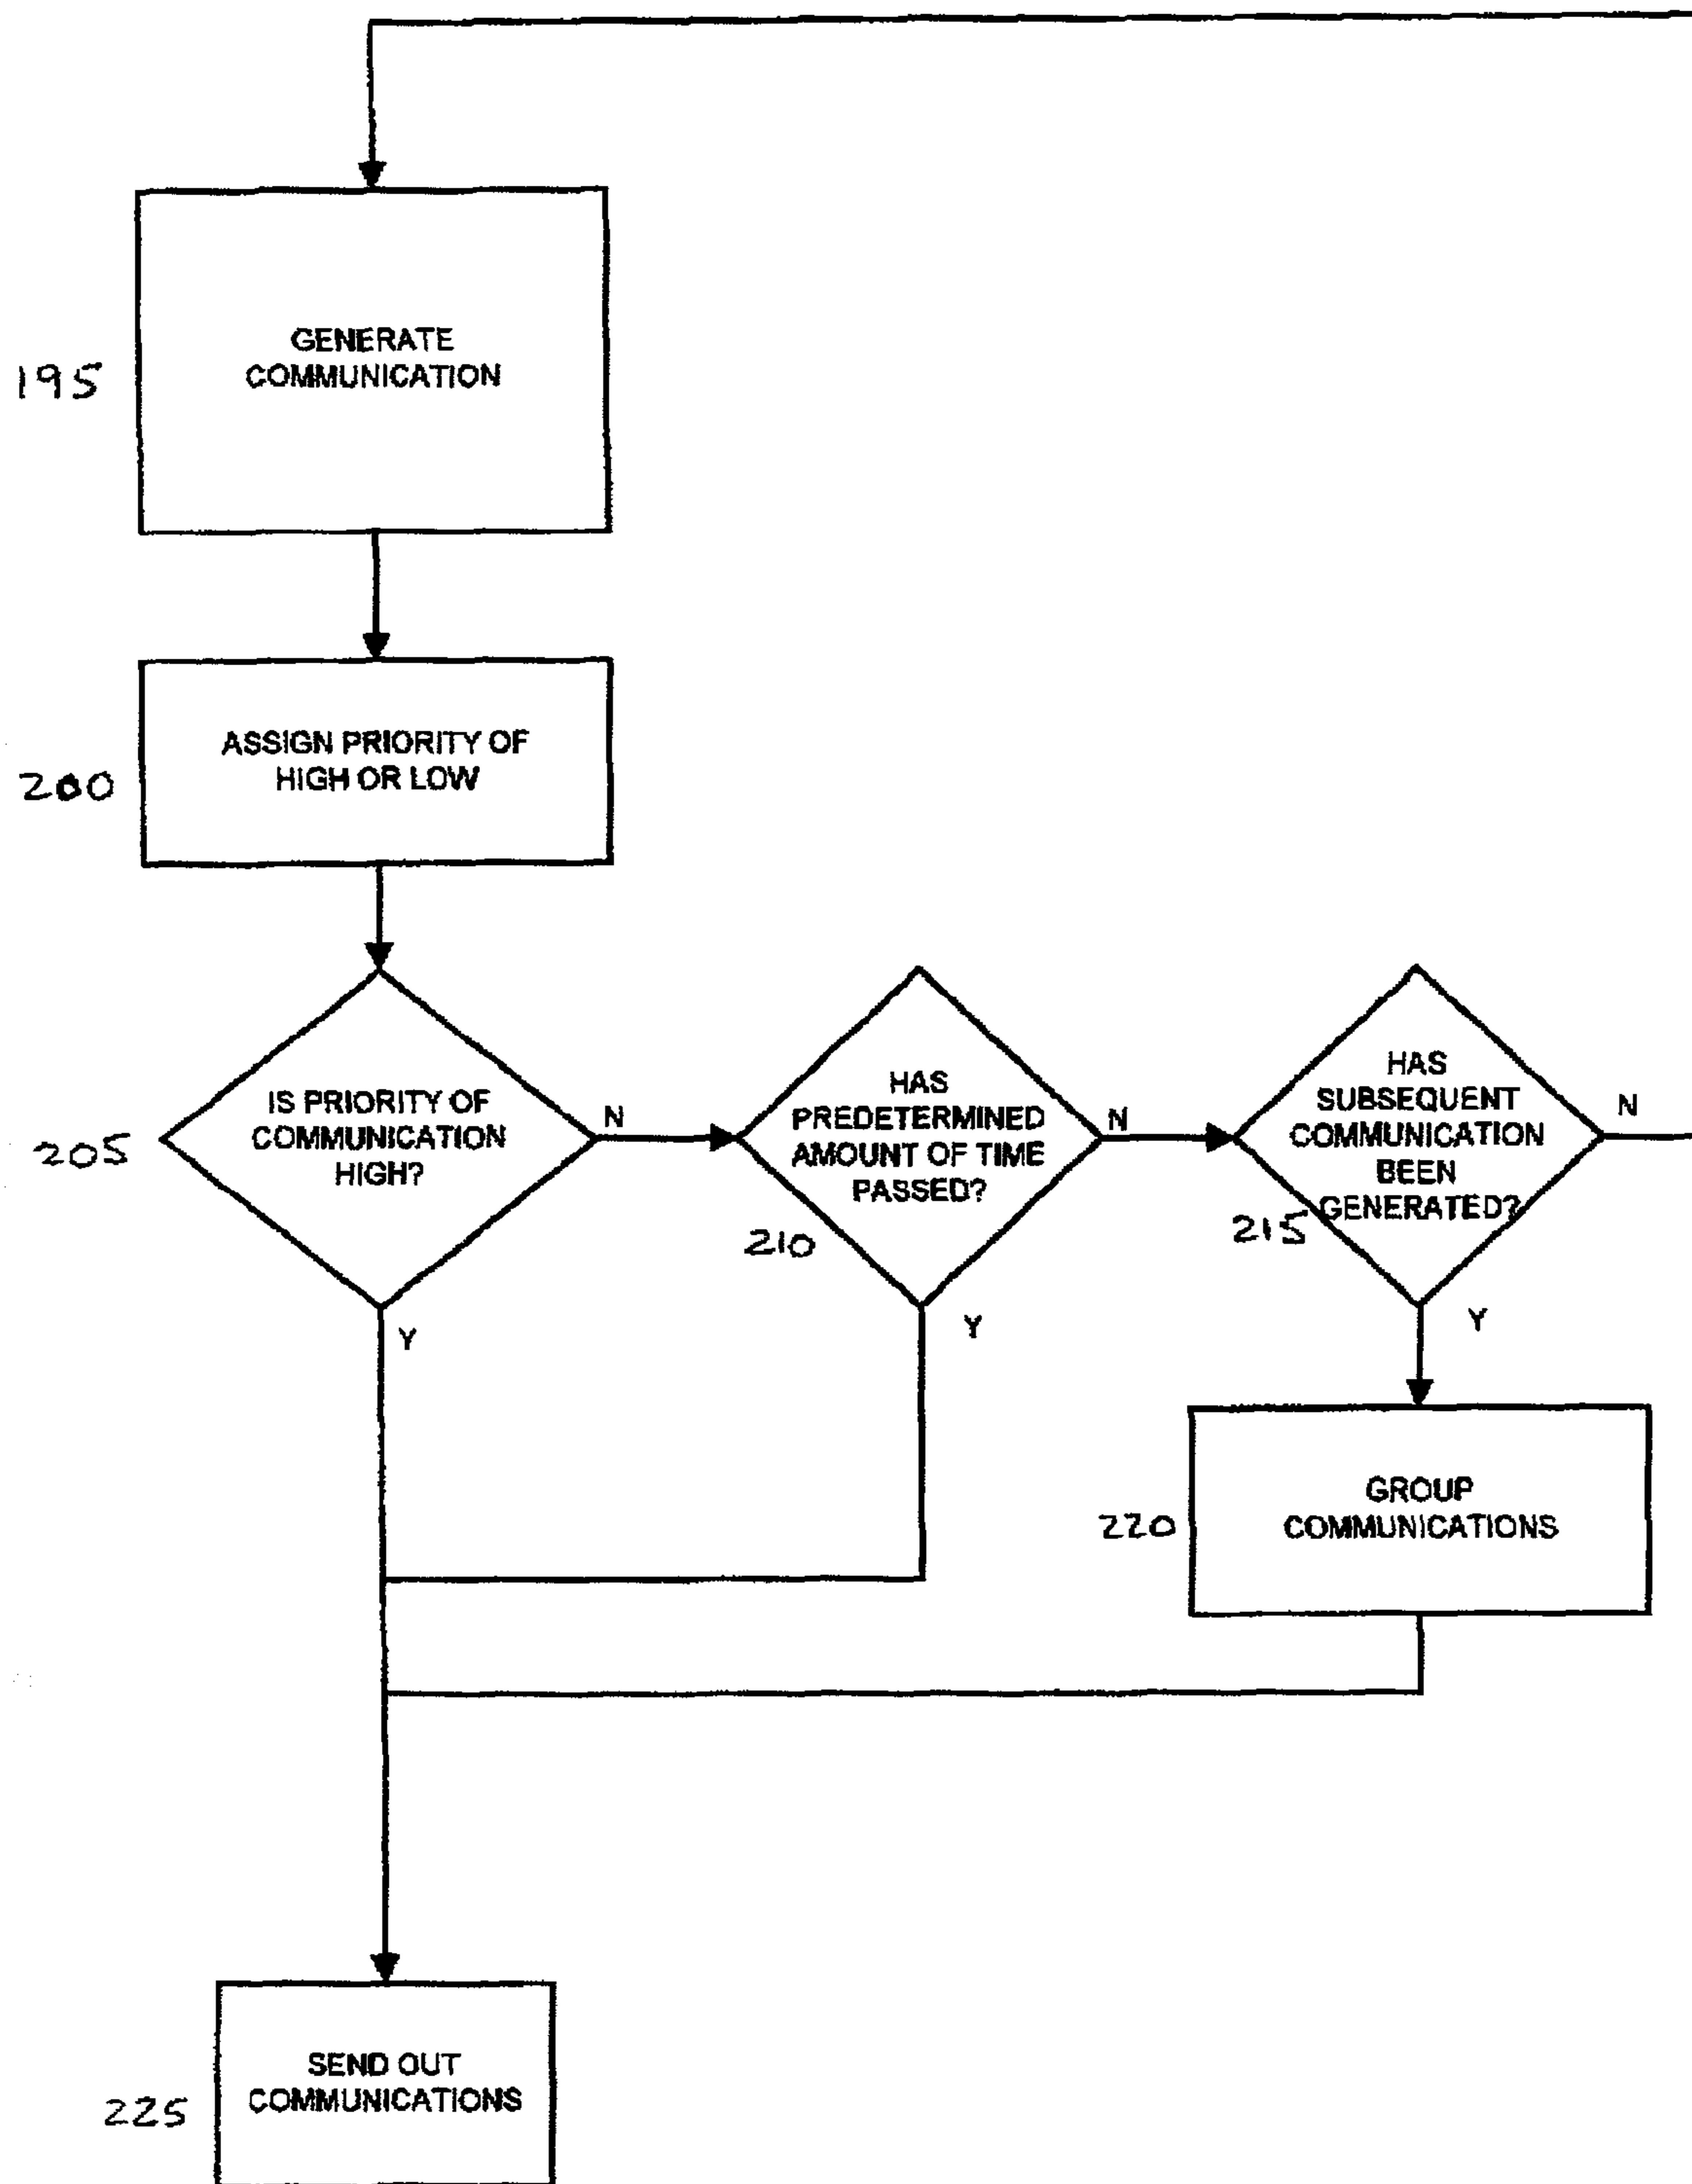 GENERATE
COMMUNICATION
195
ASSIGN PRIORITY OF
HIGH OR LOW
200
IS PRIORITY OF
COMMUNICATION
HIGH?
205
N
Y
HAS
PREDETERMINED
AMOUNT OF TIME
PASSED?
210
N
Y
HAS
SUBSEQUENT
COMMUNICATION
BEEN
GENERATED?
215
N
Y
GROUP
COMMUNICATIONS
220
SEND OUT
COMMUNICATIONS
225